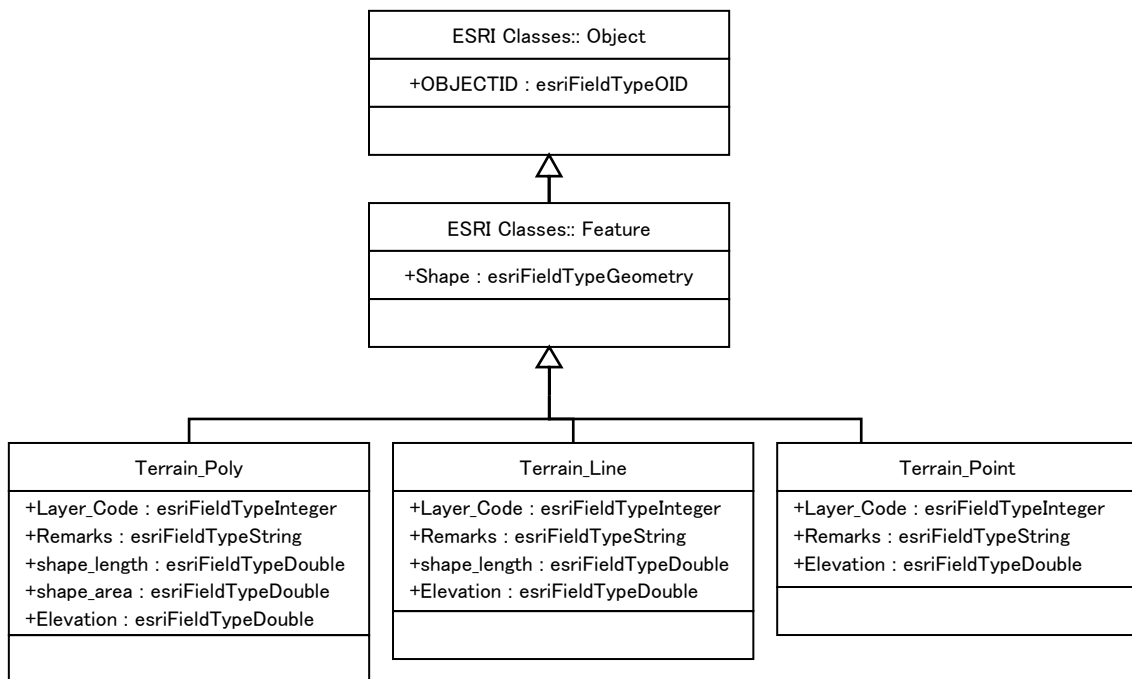 ESRI Classes:: Object
+OBJECTID : esriFieldTypeOID
ESRI Classes:: Feature
+Shape : esriFieldTypeGeometry
Terrain_Poly
+Layer_Code : esriFieldTypeInteger
+Remarks : esriFieldTypeString
+shape_length : esriFieldTypeDouble
+shape_area : esriFieldTypeDouble
+Elevation : esriFieldTypeDouble
Terrain_Line
+Layer_Code : esriFieldTypeInteger
+Remarks : esriFieldTypeString
+shape_length : esriFieldTypeDouble
+Elevation : esriFieldTypeDouble
Terrain_Point
+Layer_Code : esriFieldTypeInteger
+Remarks : esriFieldTypeString
+Elevation : esriFieldTypeDouble